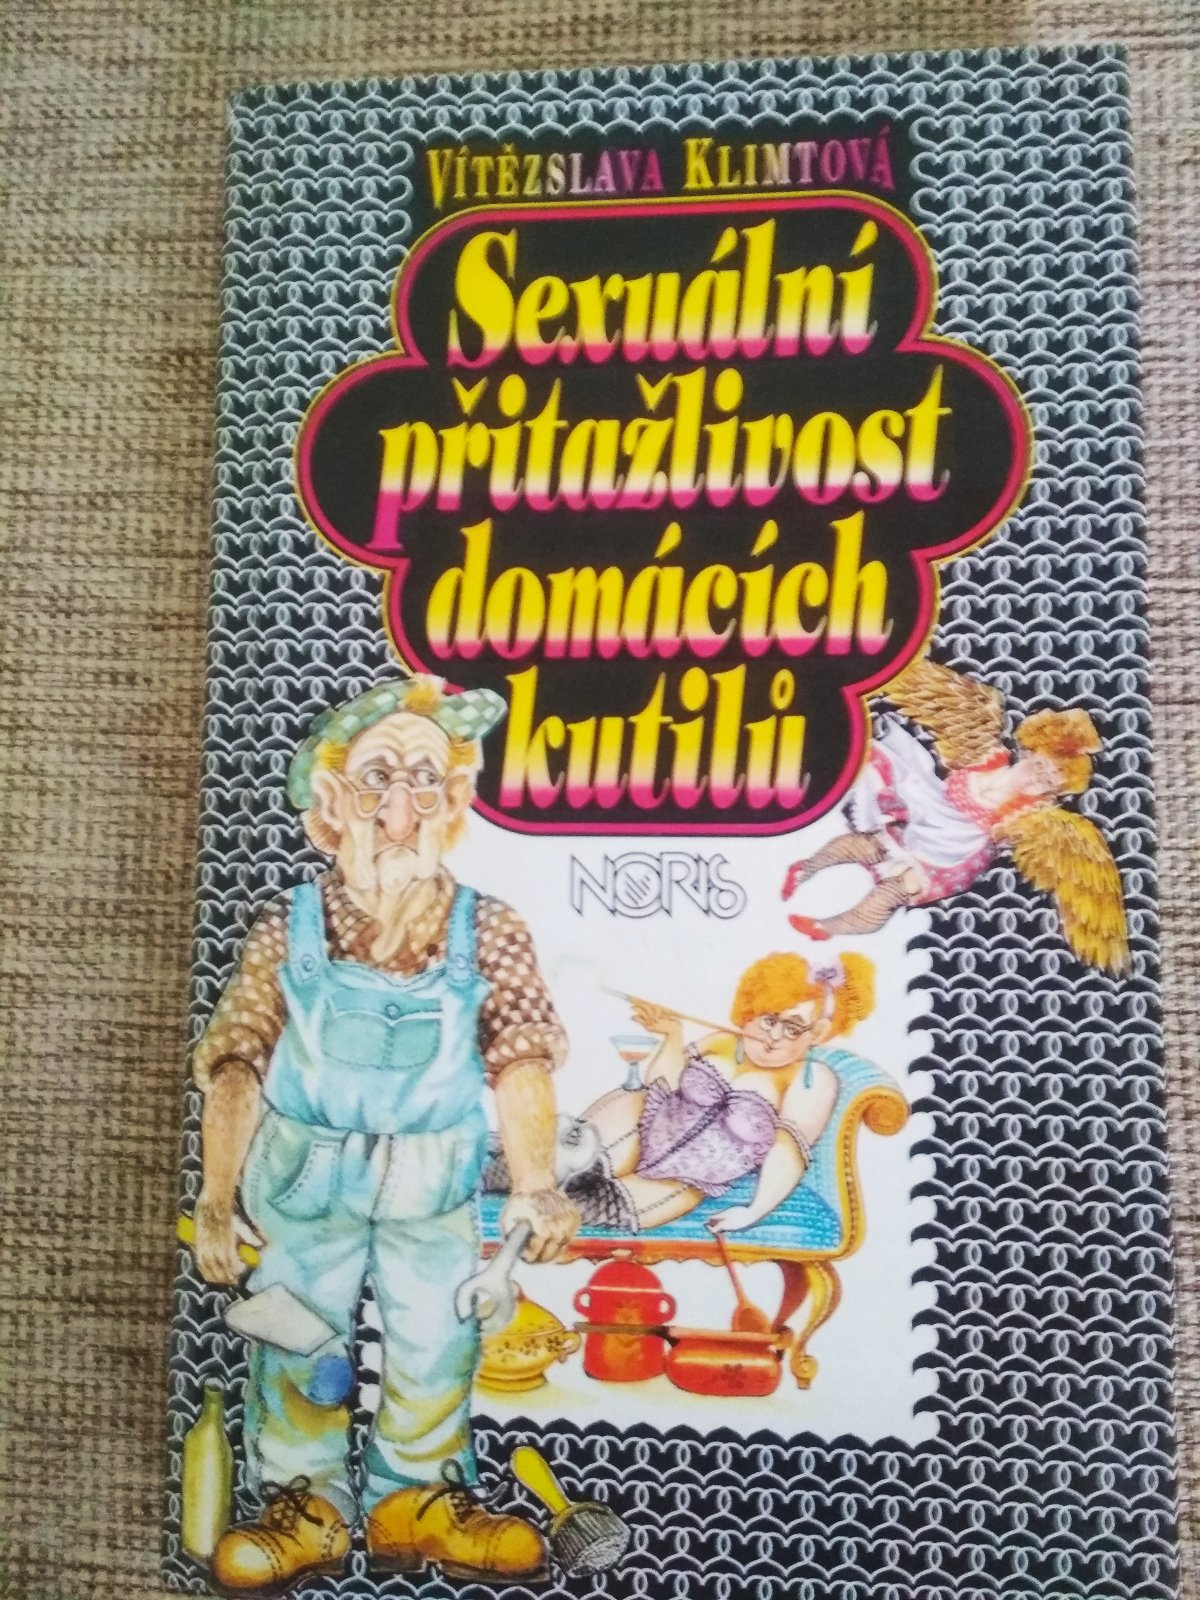 VÍTĚZSLAVA KLIMTOVÁ
Sexuální
přitažlivost
domácích
kutilů
NORIS